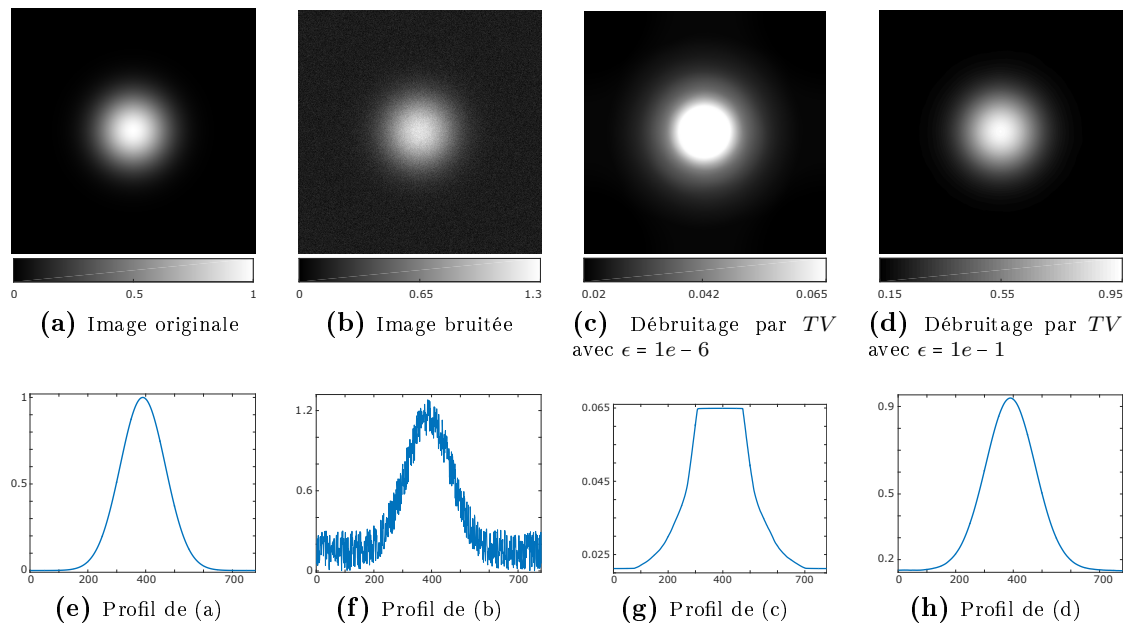 0 0.5 1
0 0.65 1.3
0.02 0.042 0.065
0.15 0.55 0.95
(a) Image originale
(b) Image bruitée
(c) Débruitage par TV
avec ϵ = 1e − 6
(d) Débruitage par TV
avec ϵ = 1e − 1
1
0.5
0
0 200 400 700
1.2
0.6
0
0 200 400 700
0.065
0.045
0.025
0 200 400 700
0.9
0.5
0.2
0 200 400 700
(e) Profil de (a)
(f) Profil de (b)
(g) Profil de (c)
(h) Profil de (d)